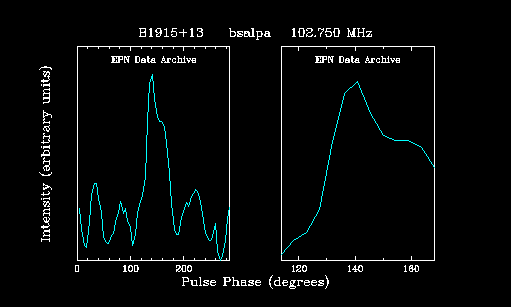 B1915+13 bsalpa 102.750 MHz
EPN Data Archive
EPN Data Archive
Intensity (arbitrary units)
0 100 200
120 140 160
Pulse Phase (degrees)